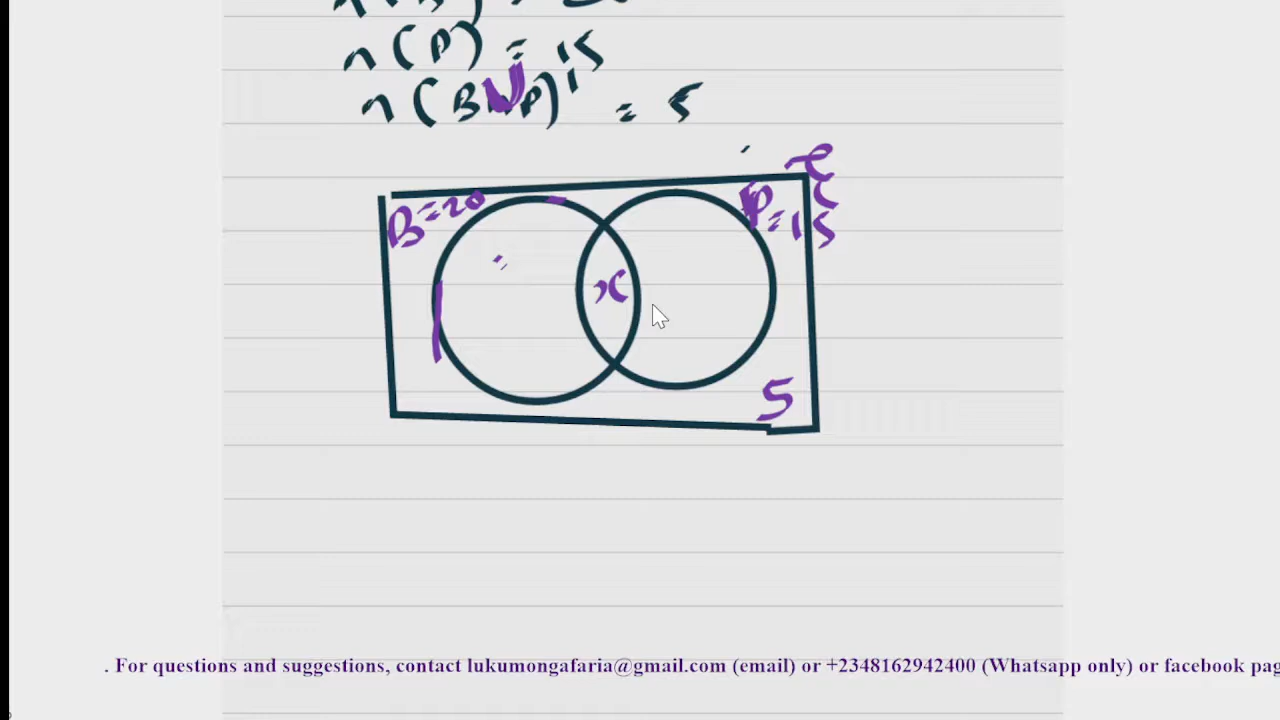 n(P) = 15
n(B∪P)' = 5
B=20
P=15
x
5
. For questions and suggestions, contact lukumongafaria@gmail.com (email) or +2348162942400 (Whatsapp only) or facebook pag